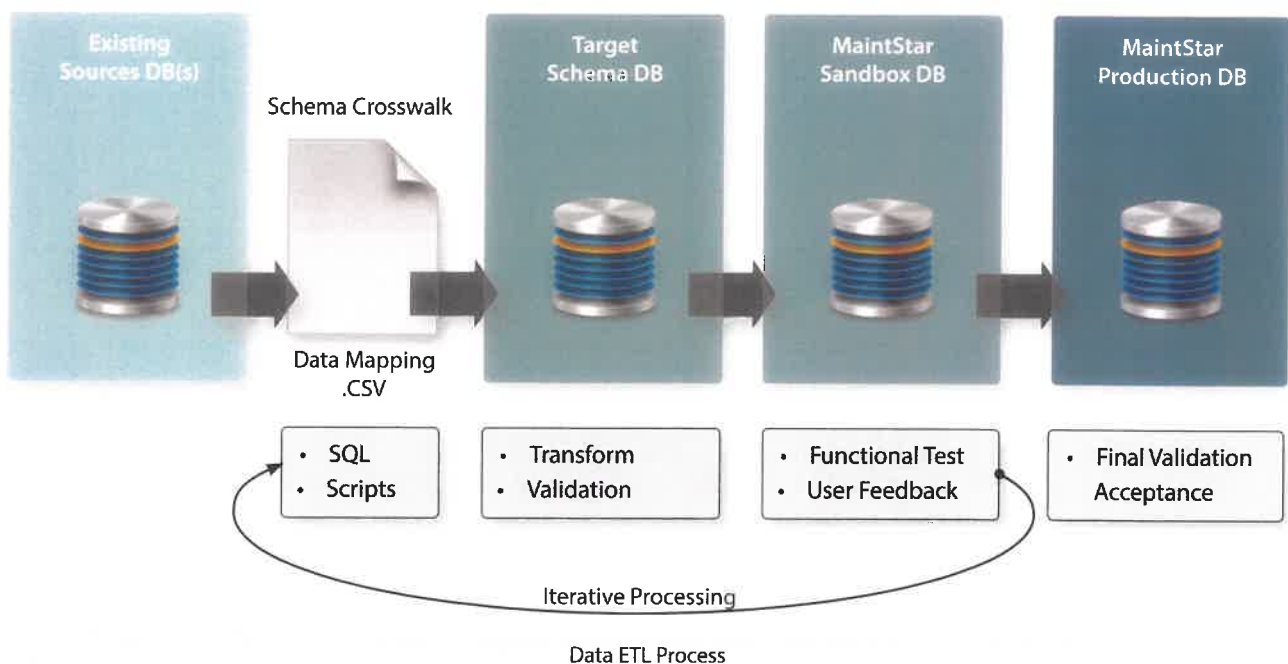 Existing
Sources DB(s)
Schema Crosswalk
Data Mapping
.CSV
Target
Schema DB
MaintStar
Sandbox DB
MaintStar
Production DB
• SQL
• Scripts
• Transform
• Validation
• Functional Test
• User Feedback
• Final Validation
Acceptance
Iterative Processing
Data ETL Process